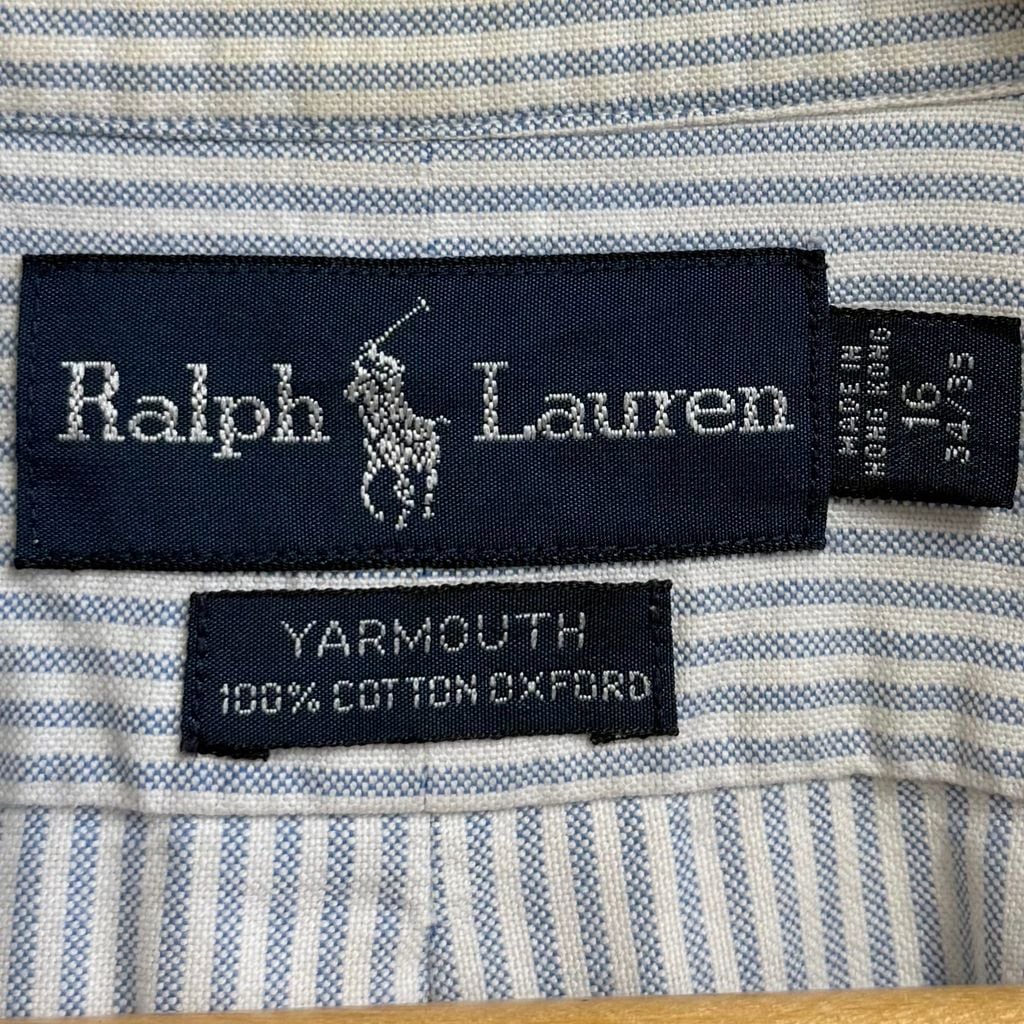 Ralph Lauren
MADE IN
HONG KONG
16
34/35
YARMOUTH
100% COTTON OXFORD